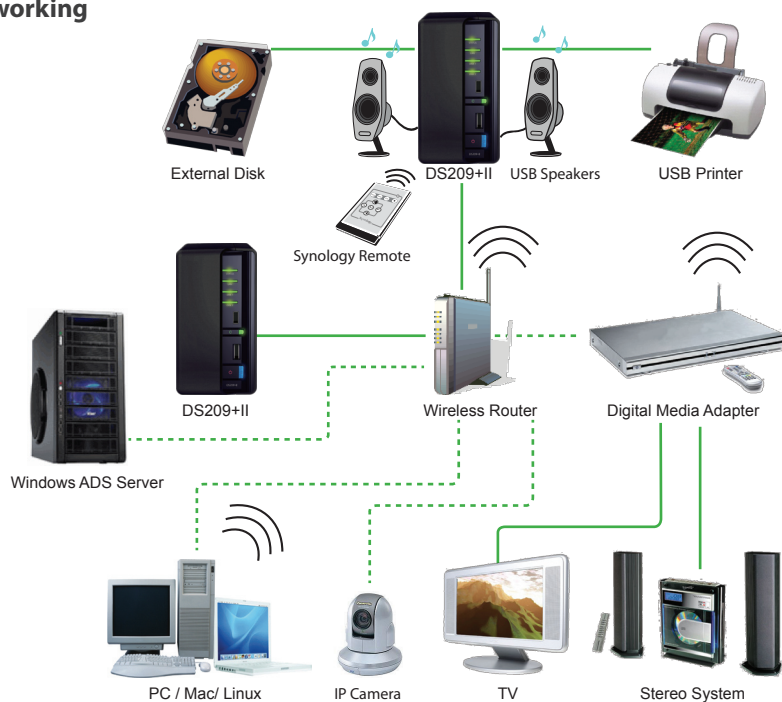 working
External Disk
DS209+II
USB Speakers
USB Printer
Synology Remote
DS209+II
Wireless Router
Digital Media Adapter
Windows ADS Server
PC / Mac/ Linux
IP Camera
TV
Stereo System